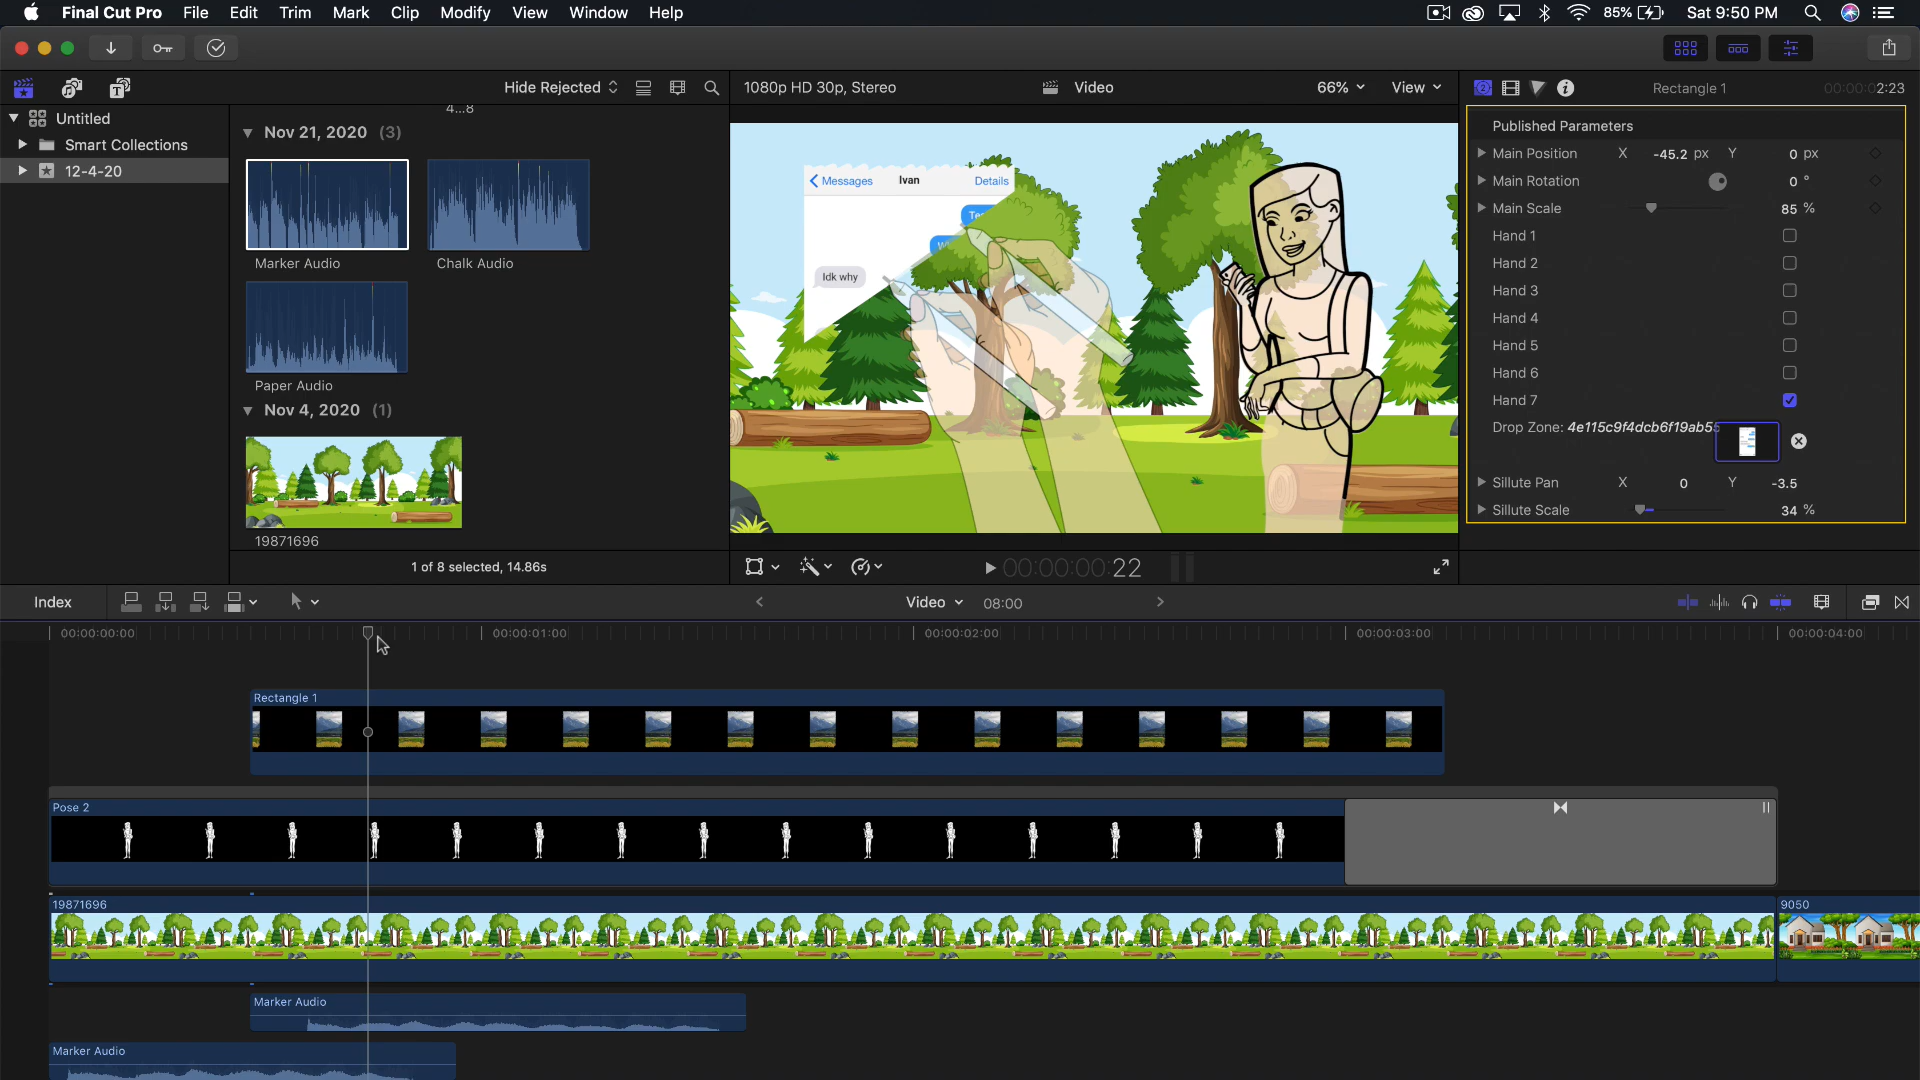 Final Cut Pro File Edit Trim Mark Clip Modify View Window Help 85% Sat 9:50 PM
Hide Rejected 1080p HD 30p, Stereo Video 66% View Rectangle 1 00:00:02:23
Untitled
Smart Collections
12-4-20
4...8
Nov 21, 2020 (3)
Marker Audio Chalk Audio
Paper Audio
Nov 4, 2020 (1)
19871696
1 of 8 selected, 14.86s
Messages Ivan Details
Idk why
00:00:00:22
Published Parameters
Main Position X -45.2 px Y 0 px
Main Rotation 0 °
Main Scale 85 %
Hand 1
Hand 2
Hand 3
Hand 4
Hand 5
Hand 6
Hand 7
Drop Zone: 4e115c9f4dcb6f19ab55
Sillute Pan X 0 Y -3.5
Sillute Scale 34 %
Index Video 08:00
00:00:00:00 00:00:01:00 00:00:02:00 00:00:03:00 00:00:04:00
Rectangle 1
Pose 2
19871696 9050
Marker Audio
Marker Audio